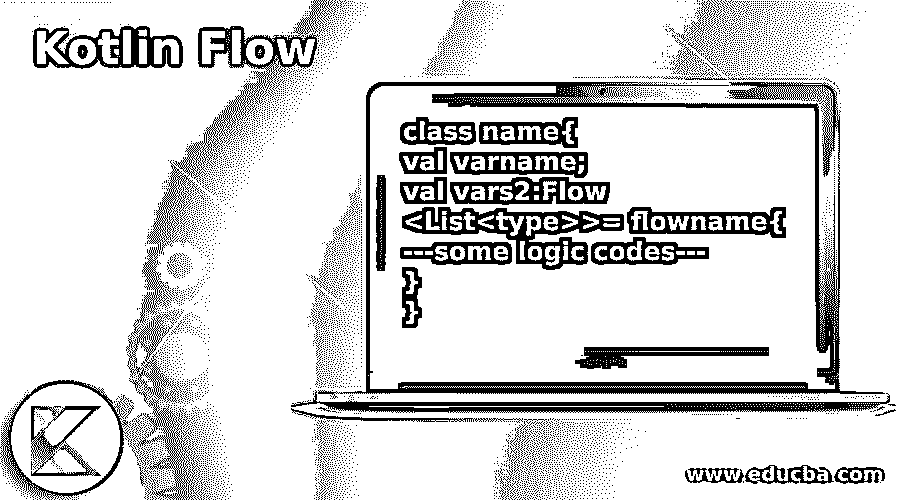 Kotlin Flow
class name{
val varname;
val vars2:Flow
<List<type>>= flowname{
---some logic codes---
}
}
www.educba.com